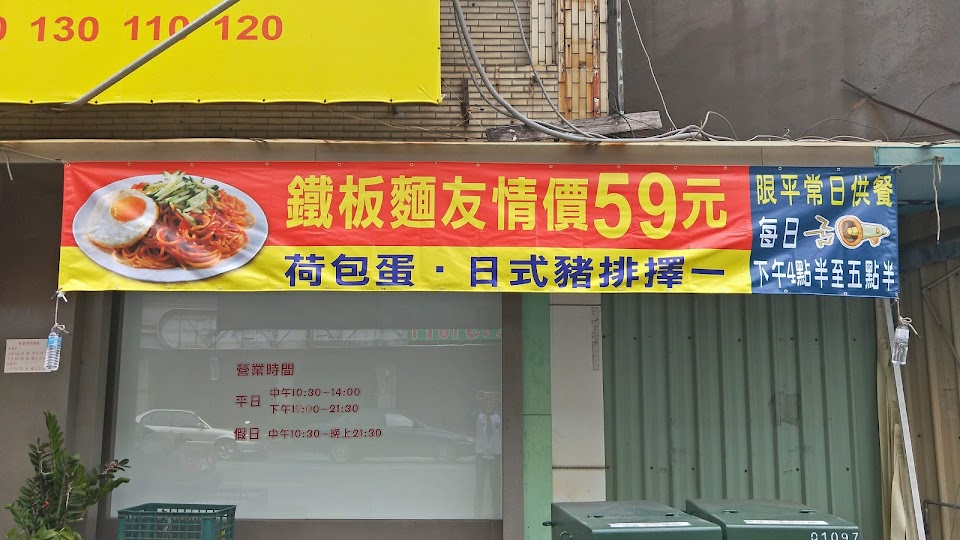 130 110 120
鐵板麵友情價59元
荷包蛋・日式豬排擇一
限平常日供餐
每日
下午4點半至五點半
營業時間
平日 中午10:30~14:00
下午1 :00~21:30
假日 中午10:30~晚上21:30
01097